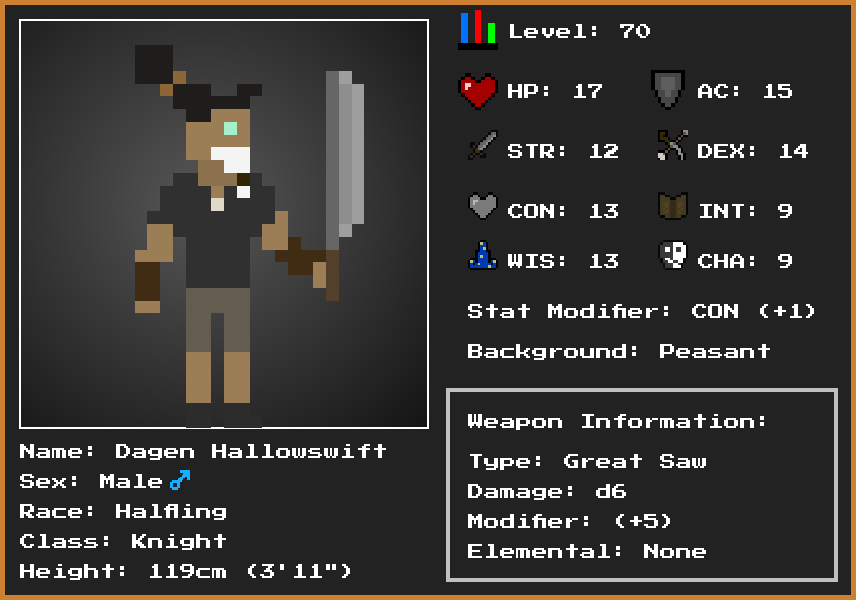 Level: 70
HP: 17
AC: 15
STR: 12
DEX: 14
CON: 13
INT: 9
WIS: 13
CHA: 9
Stat Modifier: CON (+1)
Background: Peasant
Weapon Information:
Type: Great Saw
Damage: d6
Modifier: (+5)
Elemental: None
Name: Dagen Hallowswift
Sex: Male♂
Race: Halfling
Class: Knight
Height: 119cm (3'11")